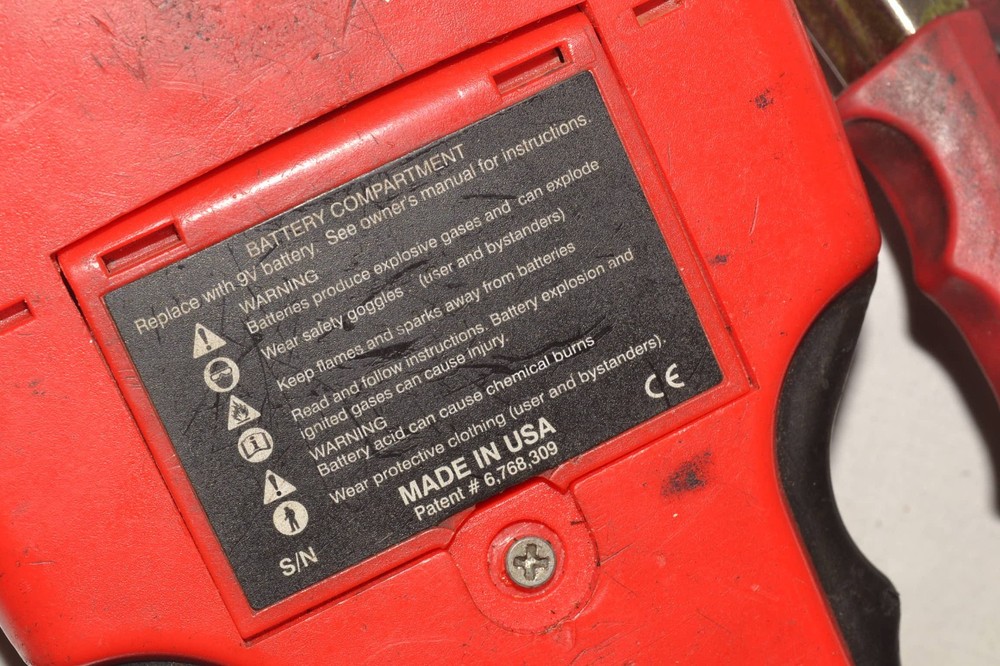 BATTERY COMPARTMENT
Replace with 9V battery. See owner's manual for instructions.
WARNING
Batteries produce explosive gases and can explode
Wear safety goggles (user and bystanders)
Keep flames and sparks away from batteries
Read and follow instructions. Battery explosion and
ignited gases can cause injury.
WARNING
Battery acid can cause chemical burns
Wear protective clothing (user and bystanders).
CE
MADE IN USA
Patent # 6,768,309
S/N